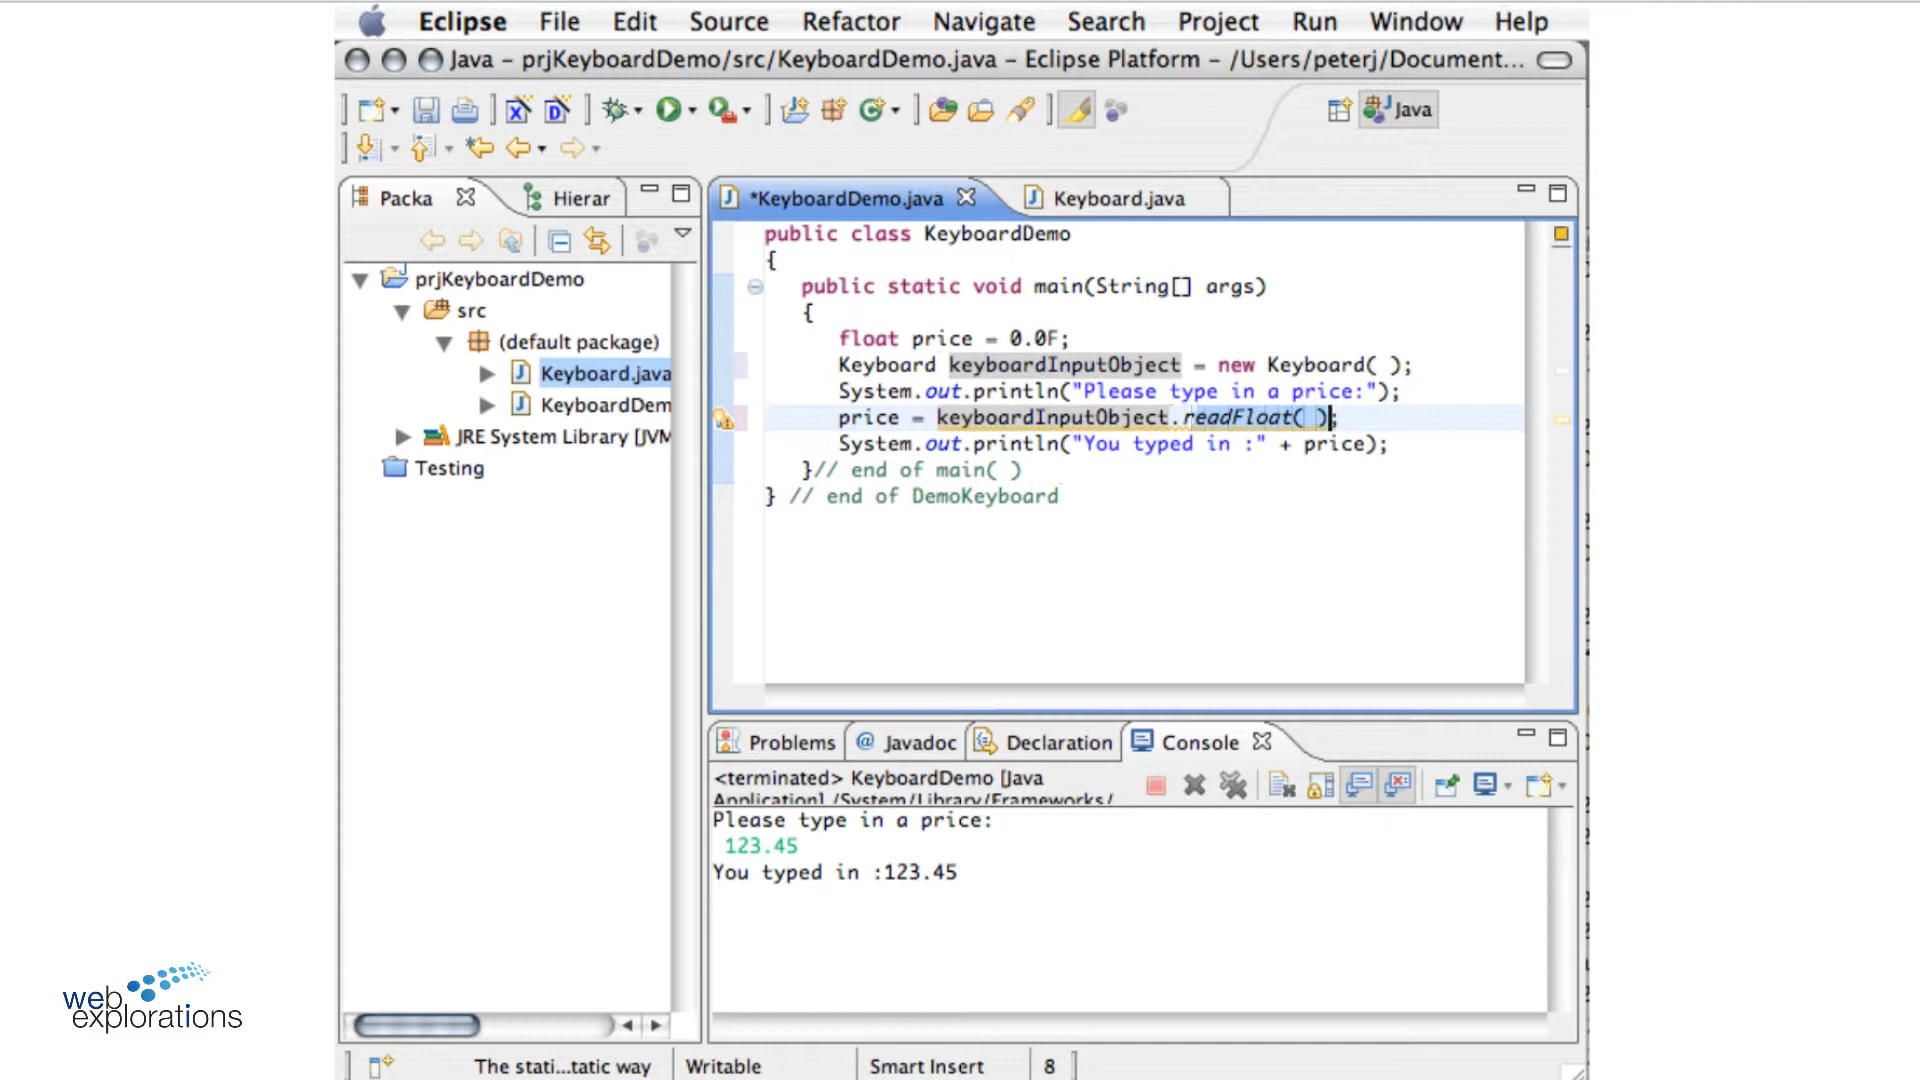 Eclipse File Edit Source Refactor Navigate Search Project Run Window Help
Java – prjKeyboardDemo/src/KeyboardDemo.java – Eclipse Platform – /Users/peterj/Document...
Java
Packa Hierar
prjKeyboardDemo
src
(default package)
Keyboard.java
KeyboardDem
JRE System Library [JVM
Testing
*KeyboardDemo.java Keyboard.java
public class KeyboardDemo
{
public static void main(String[] args)
{
float price = 0.0F;
Keyboard keyboardInputObject = new Keyboard( );
System.out.println("Please type in a price:");
price = keyboardInputObject.readFloat( );
System.out.println("You typed in :" + price);
}// end of main( )
} // end of DemoKeyboard
Problems @ Javadoc Declaration Console
<terminated> KeyboardDemo [Java
Application] /System/Library/Frameworks/
Please type in a price:
123.45
You typed in :123.45
The stati...tatic way Writable Smart Insert 8
web
explorations